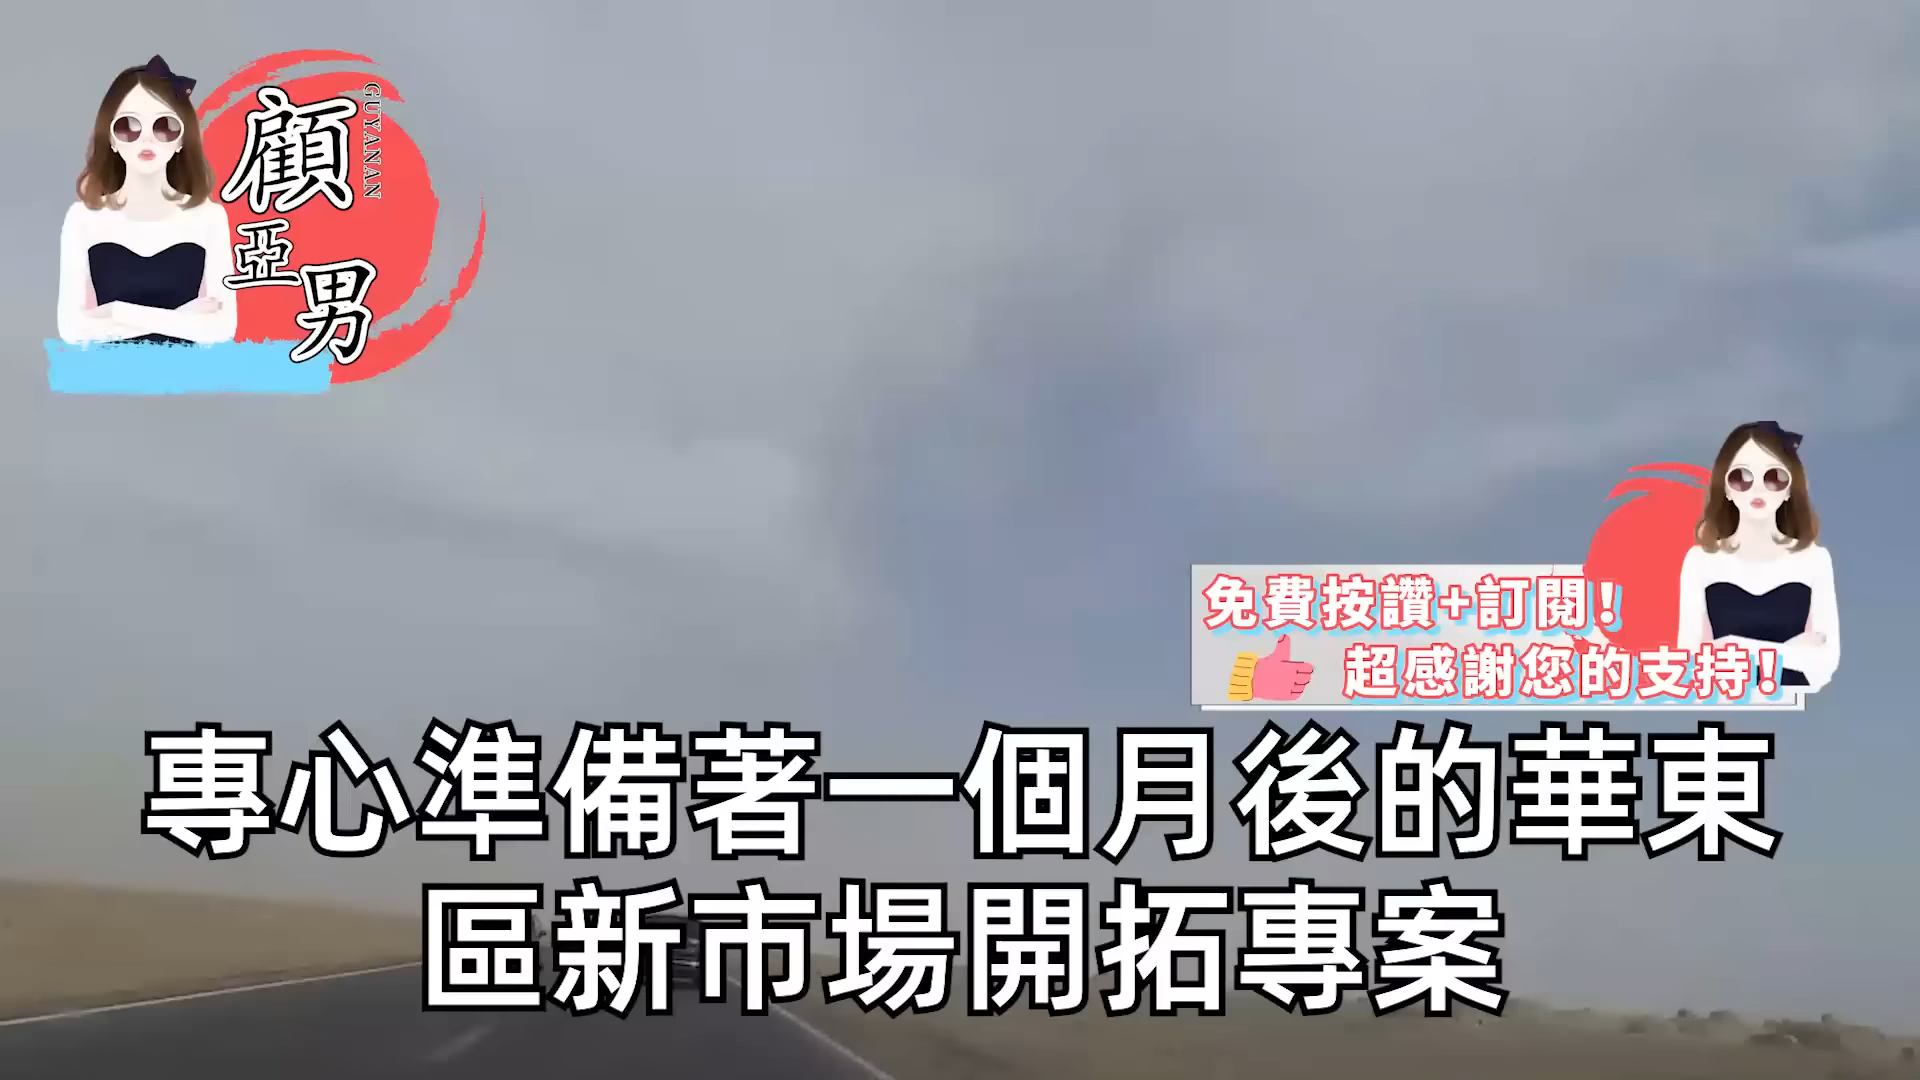 顧亞男
GUYANAN
免費按讚+訂閱!
超感謝您的支持!
專心準備著一個月後的華東
區新市場開拓專案